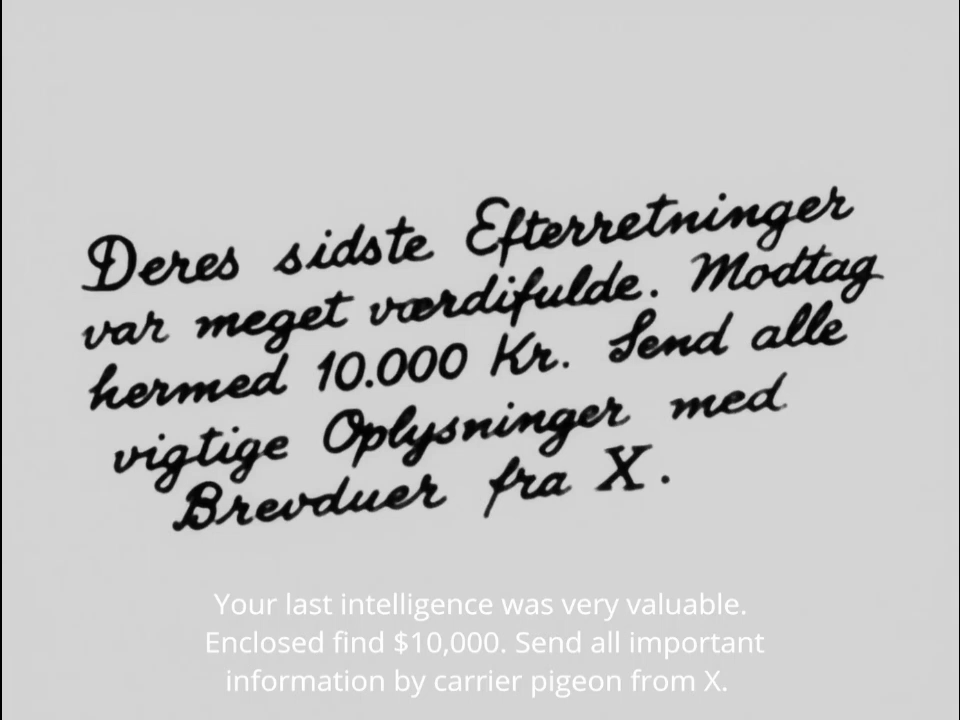 Deres sidste Efterretninger
var meget værdifulde. Modtag
hermed 10.000 Kr. Send alle
vigtige Oplysninger med
Brevduer fra X.
Your last intelligence was very valuable.
Enclosed find $10,000. Send all important
information by carrier pigeon from X.